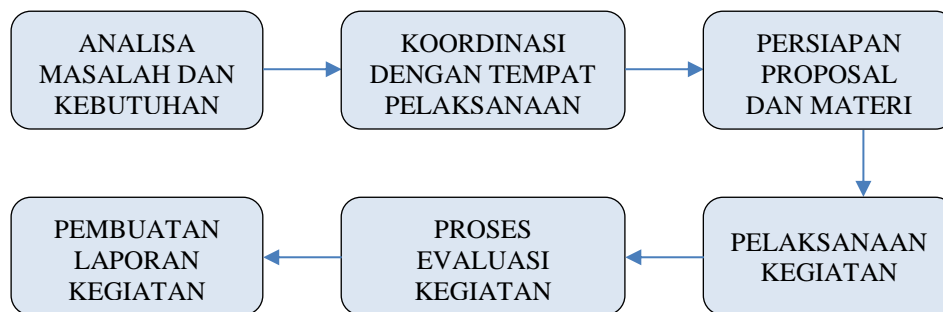 ANALISA
MASALAH DAN
KEBUTUHAN
KOORDINASI
DENGAN TEMPAT
PELAKSANAAN
PERSIAPAN
PROPOSAL
DAN MATERI
PELAKSANAAN
KEGIATAN
PROSES
EVALUASI
KEGIATAN
PEMBUATAN
LAPORAN
KEGIATAN